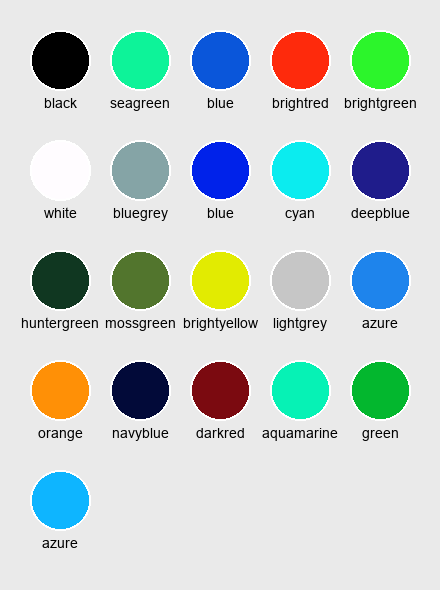 black seagreen blue brightred brightgreen
white bluegrey blue cyan deepblue
huntergreen mossgreen brightyellow lightgrey azure
orange navyblue darkred aquamarine green
azure